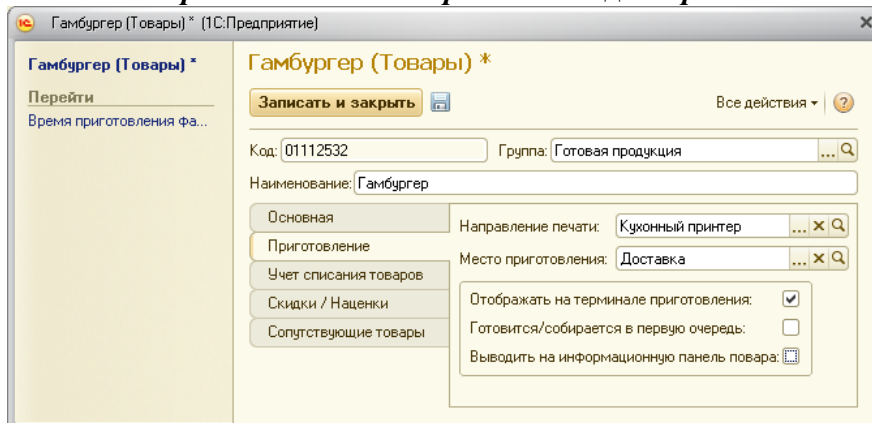 Гамбургер (Товары) * (1С:Предприятие)
Гамбургер (Товары) *
Перейти
Время приготовления фа...
Гамбургер (Товары) *
Записать и закрыть
Все действия
Код: 01112532
Группа: Готовая продукция
Наименование: Гамбургер
Основная
Приготовление
Учет списания товаров
Скидки / Наценки
Сопутствующие товары
Направление печати: Кухонный принтер
Место приготовления: Доставка
Отображать на терминале приготовления:
Готовится/собирается в первую очередь:
Выводить на информационную панель повара: